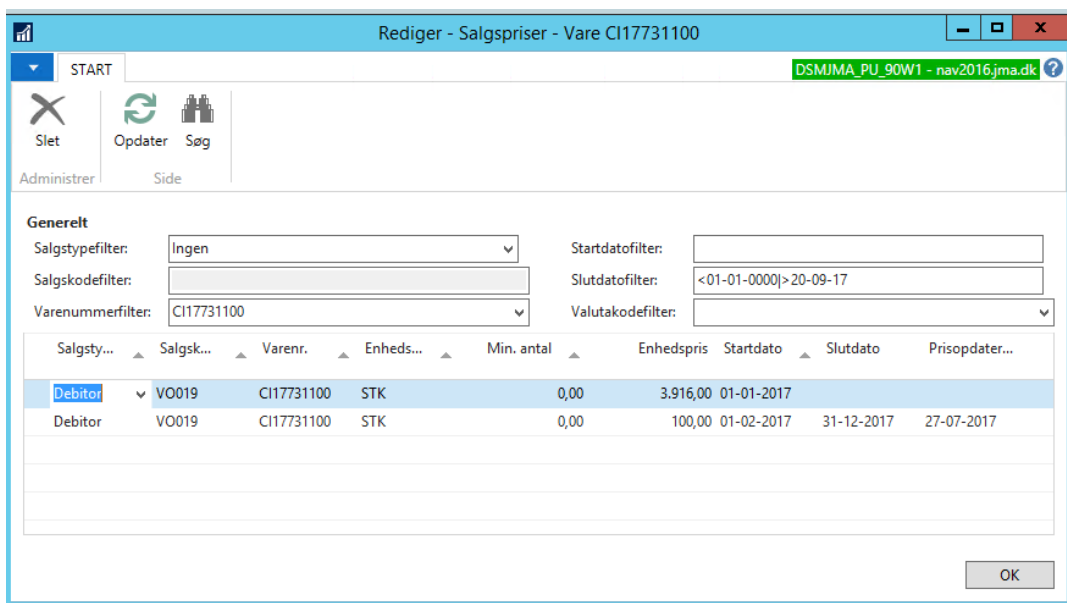 Rediger - Salgspriser - Vare CI17731100
START
DSMJMA_PU_90W1 - nav2016.jma.dk
Slet Opdater Søg
Administrer Side
Generelt
Salgstypefilter: Ingen Startdatofilter:
Salgskodefilter: Slutdatofilter: <01-01-0000|>20-09-17
Varenummerfilter: CI17731100 Valutakodefilter:
Salgsty... Salgsk... Varenr. Enheds... Min. antal Enhedspris Startdato Slutdato Prisopdater...
Debitor VO019 CI17731100 STK 0,00 3.916,00 01-01-2017
Debitor VO019 CI17731100 STK 0,00 100,00 01-02-2017 31-12-2017 27-07-2017
OK